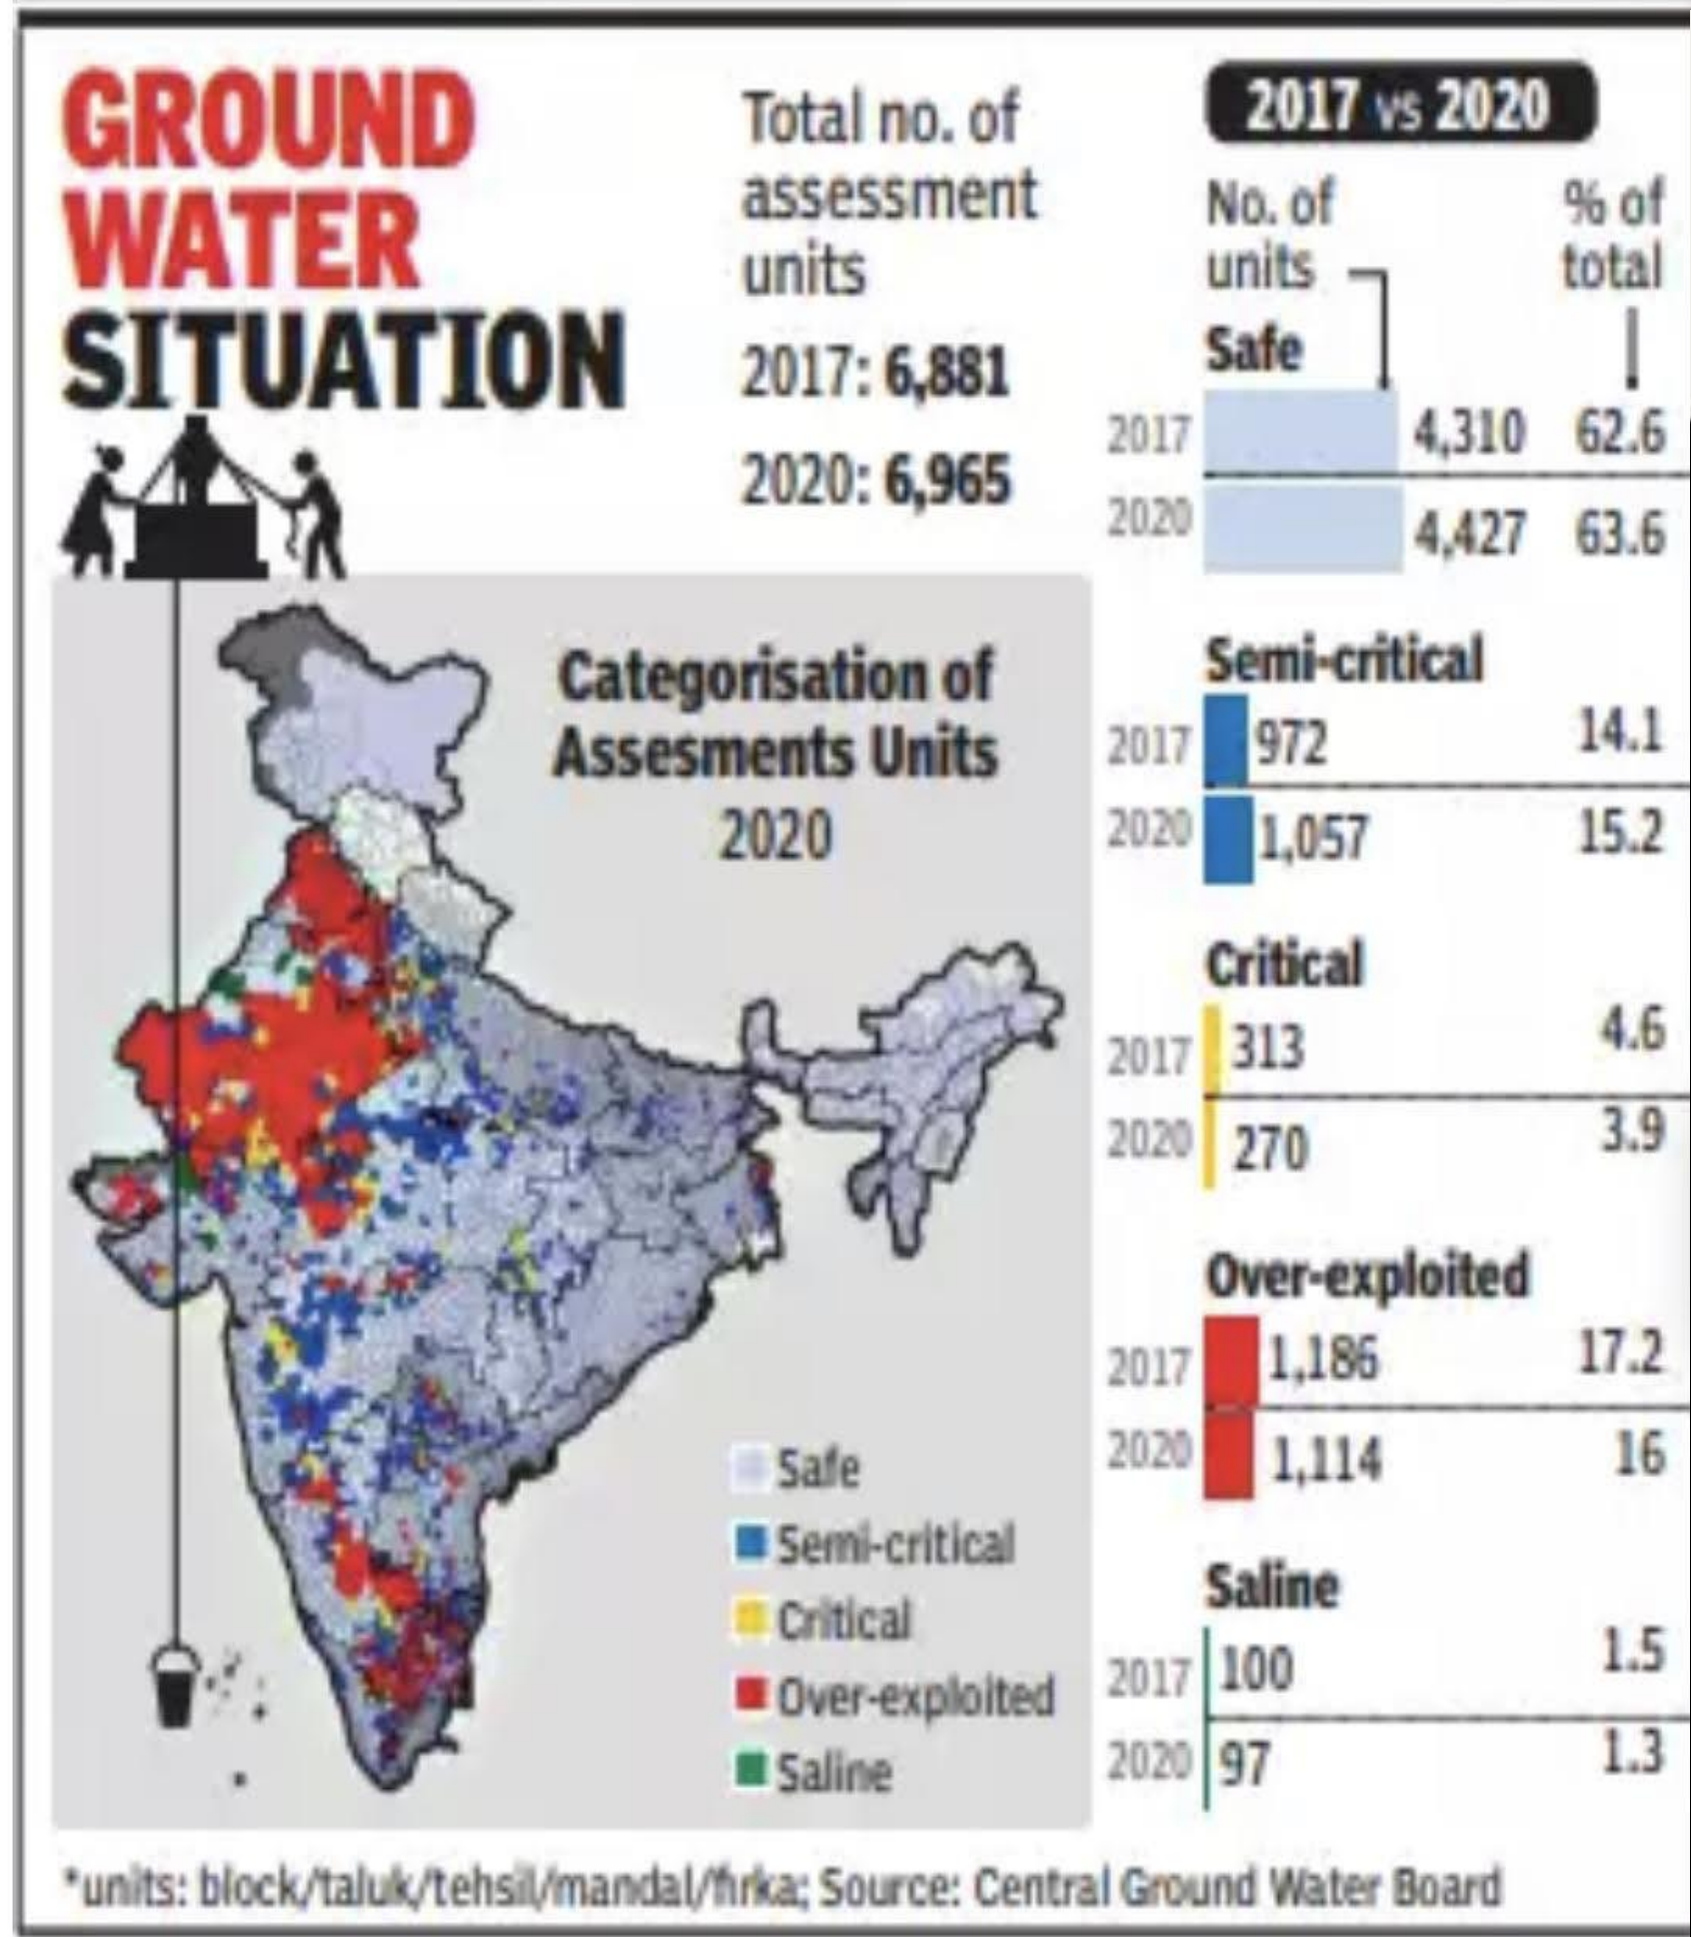 GROUND
WATER
SITUATION
Total no. of
assessment
units
2017: 6,881
2020: 6,965
Categorisation of
Assesments Units
2020
Safe
Semi-critical
Critical
Over-exploited
Saline
2017 vs 2020
No. of
units
% of
total
Safe
2017 4,310 62.6
2020 4,427 63.6
Semi-critical
2017 972 14.1
2020 1,057 15.2
Critical
2017 313 4.6
2020 270 3.9
Over-exploited
2017 1,186 17.2
2020 1,114 16
Saline
2017 100 1.5
2020 97 1.3
*units: block/taluk/tehsil/mandal/firka; Source: Central Ground Water Board